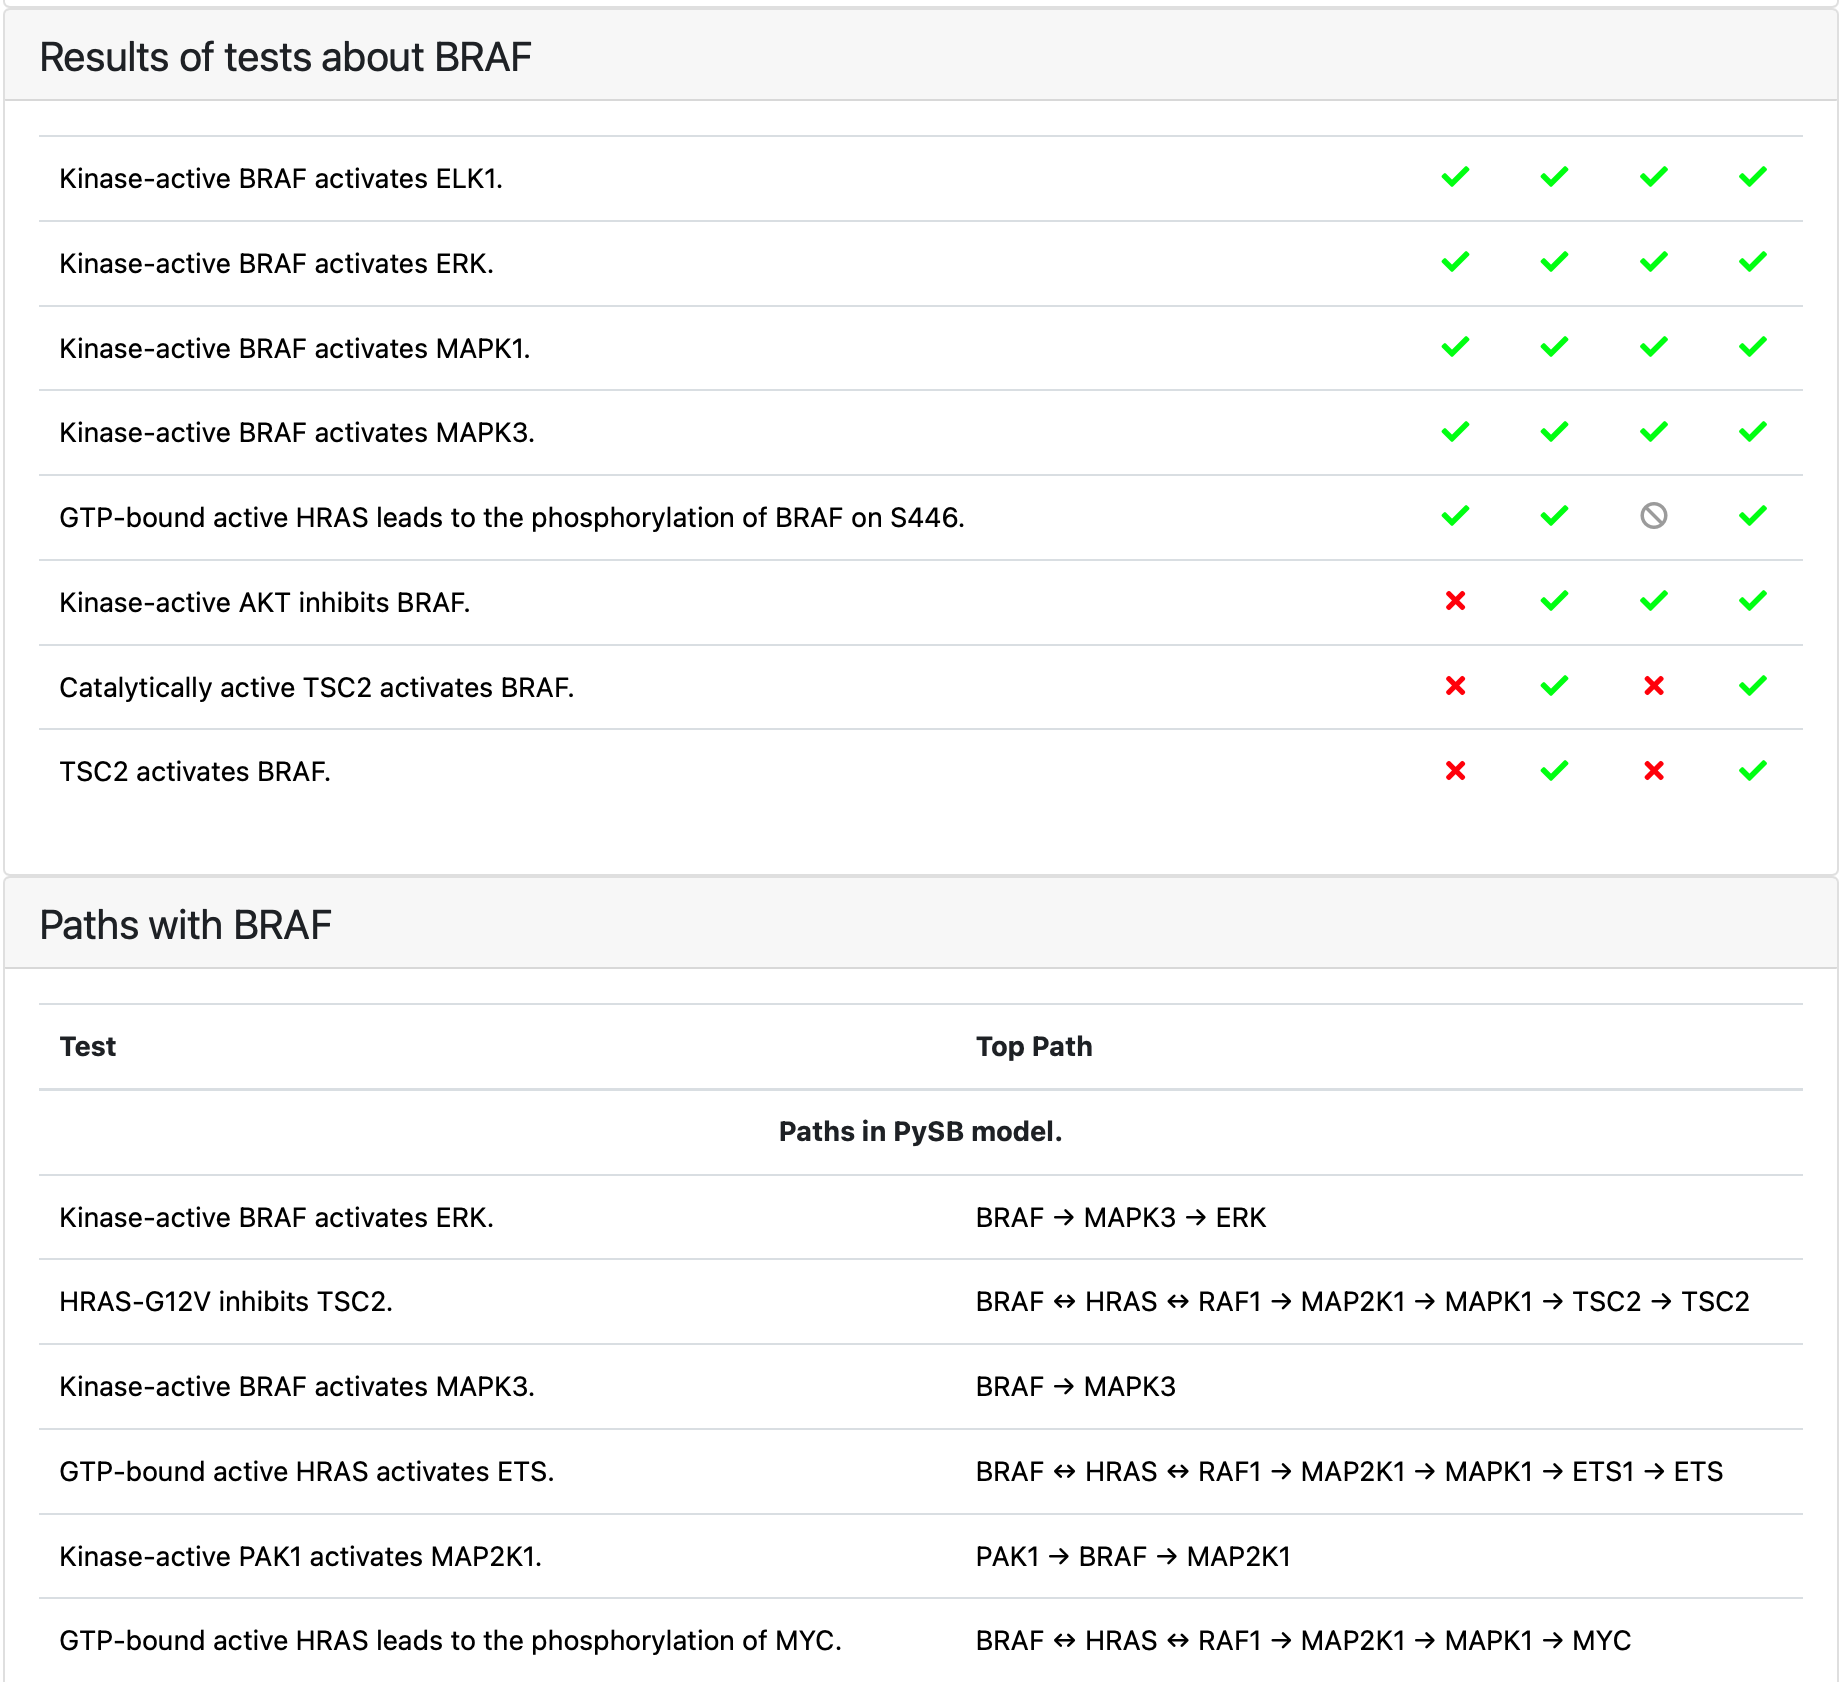 Results of tests about BRAF
Kinase-active BRAF activates ELK1.
Kinase-active BRAF activates ERK.
Kinase-active BRAF activates MAPK1.
Kinase-active BRAF activates MAPK3.
GTP-bound active HRAS leads to the phosphorylation of BRAF on S446.
Kinase-active AKT inhibits BRAF.
Catalytically active TSC2 activates BRAF.
TSC2 activates BRAF.
Paths with BRAF
Test Top Path
Paths in PySB model.
Kinase-active BRAF activates ERK. BRAF → MAPK3 → ERK
HRAS-G12V inhibits TSC2. BRAF ↔ HRAS ↔ RAF1 → MAP2K1 → MAPK1 → TSC2 → TSC2
Kinase-active BRAF activates MAPK3. BRAF → MAPK3
GTP-bound active HRAS activates ETS. BRAF ↔ HRAS ↔ RAF1 → MAP2K1 → MAPK1 → ETS1 → ETS
Kinase-active PAK1 activates MAP2K1. PAK1 → BRAF → MAP2K1
GTP-bound active HRAS leads to the phosphorylation of MYC. BRAF ↔ HRAS ↔ RAF1 → MAP2K1 → MAPK1 → MYC